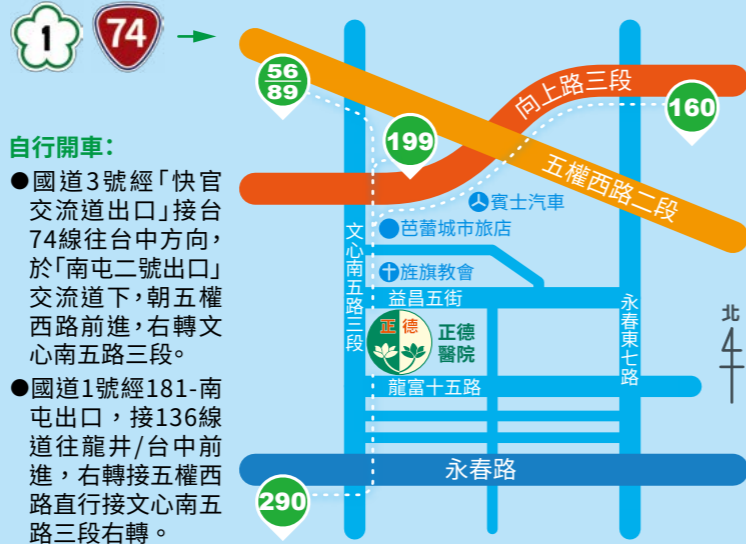 1
74
自行開車：
●國道3號經「快官
交流道出口」接台
74線往台中方向，
於「南屯二號出口」
交流道下，朝五權
西路前進，右轉文
心南五路三段。
●國道1號經181-南
屯出口，接136線
道往龍井/台中前
進，右轉接五權西
路直行接文心南五
路三段右轉。
56
89
199
向上路三段
160
五權西路二段
賓士汽車
芭蕾城市旅店
文心南五路三段
旌旗教會
益昌五街
永春東七路
正德
正德
醫院
北
龍富十五路
永春路
290